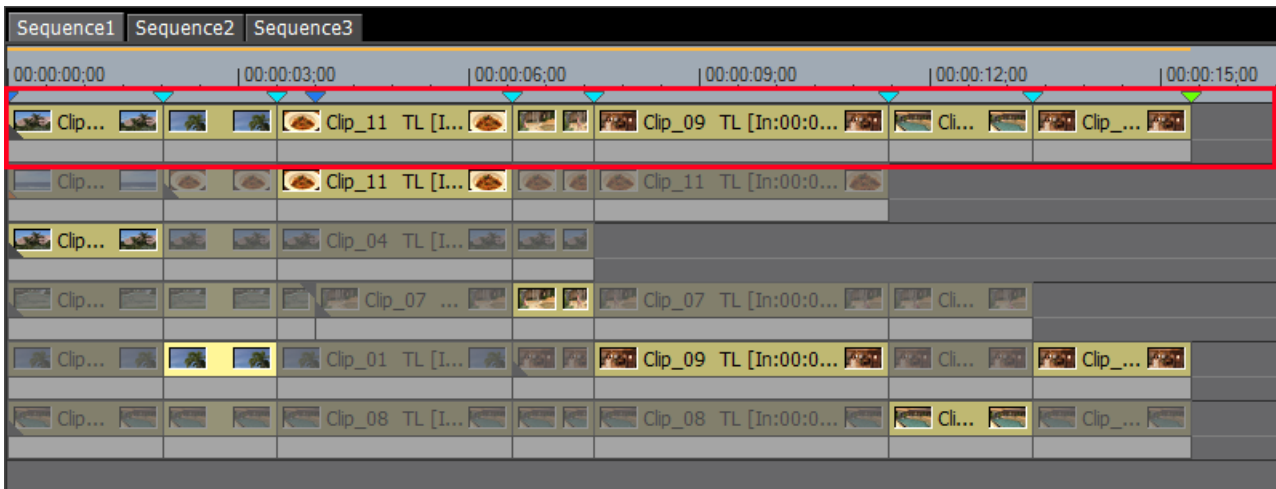 Sequence1 Sequence2 Sequence3
00:00:00;00 00:00:03;00 00:00:06;00 00:00:09;00 00:00:12;00 00:00:15;00
Clip... Clip_11 TL [I... Clip_09 TL [In:00:0... Cli... Clip_...
Clip... Clip_11 TL [I... Clip_11 TL [In:00:0...
Clip... Clip_04 TL [I...
Clip... Clip_07 ... Clip_07 TL [In:00:0... Cli...
Clip... Clip_01 TL [I... Clip_09 TL [In:00:0... Cli... Clip_...
Clip... Clip_08 TL [I... Clip_08 TL [In:00:0... Cli... Clip_...